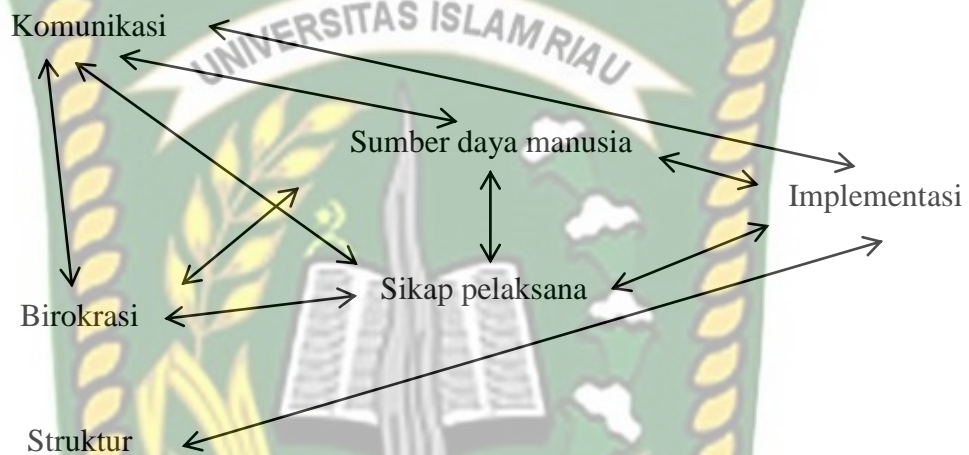 Komunikasi
UNIVERSITAS ISLAM RIAU
Sumber daya manusia
Implementasi
Sikap pelaksana
Birokrasi
Struktur